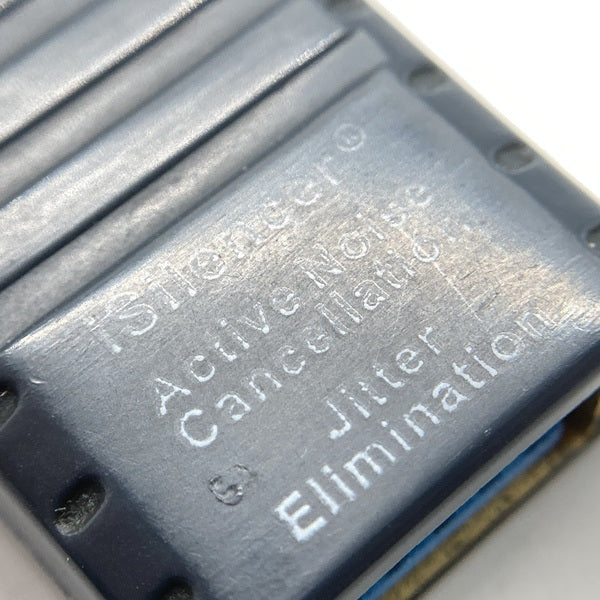 iSilencer®
Active Noise
Cancellation
Jitter
Elimination